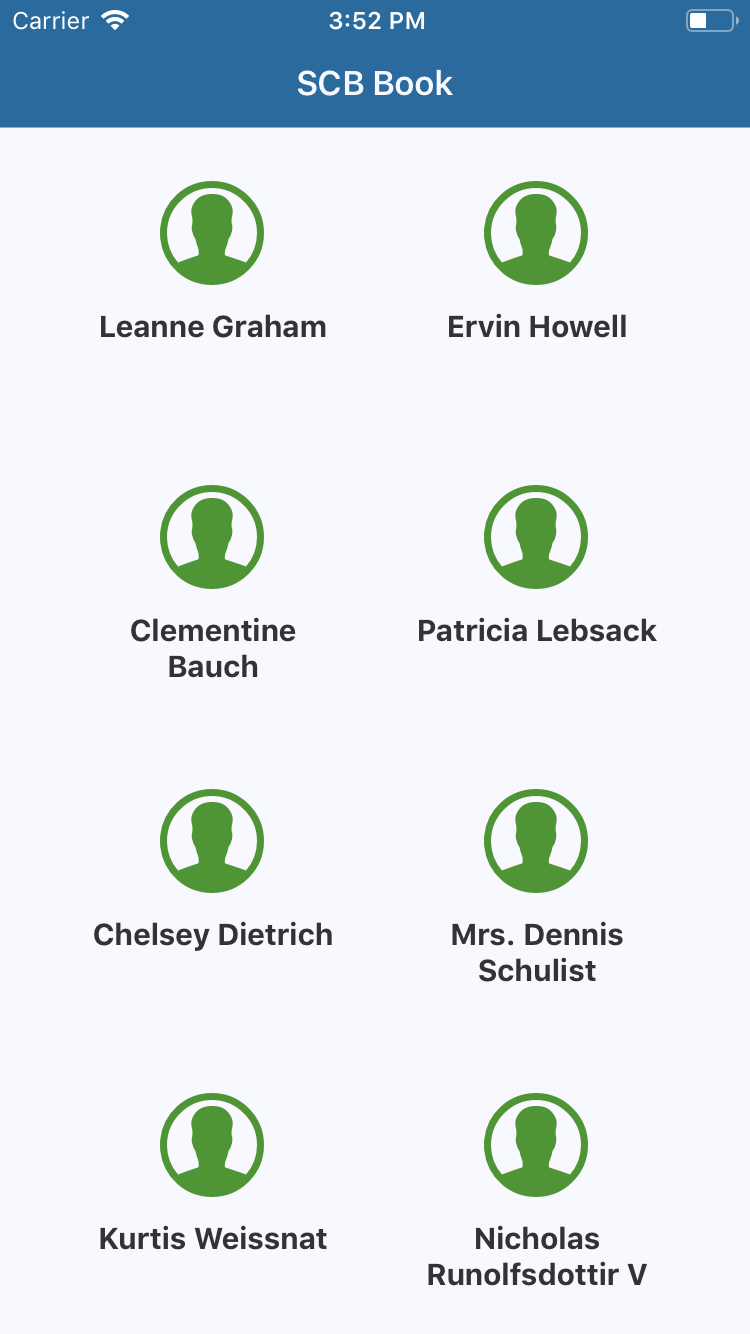 Carrier 3:52 PM
SCB Book
Leanne Graham
Ervin Howell
Clementine
Bauch
Patricia Lebsack
Chelsey Dietrich
Mrs. Dennis
Schulist
Kurtis Weissnat
Nicholas
Runolfsdottir V